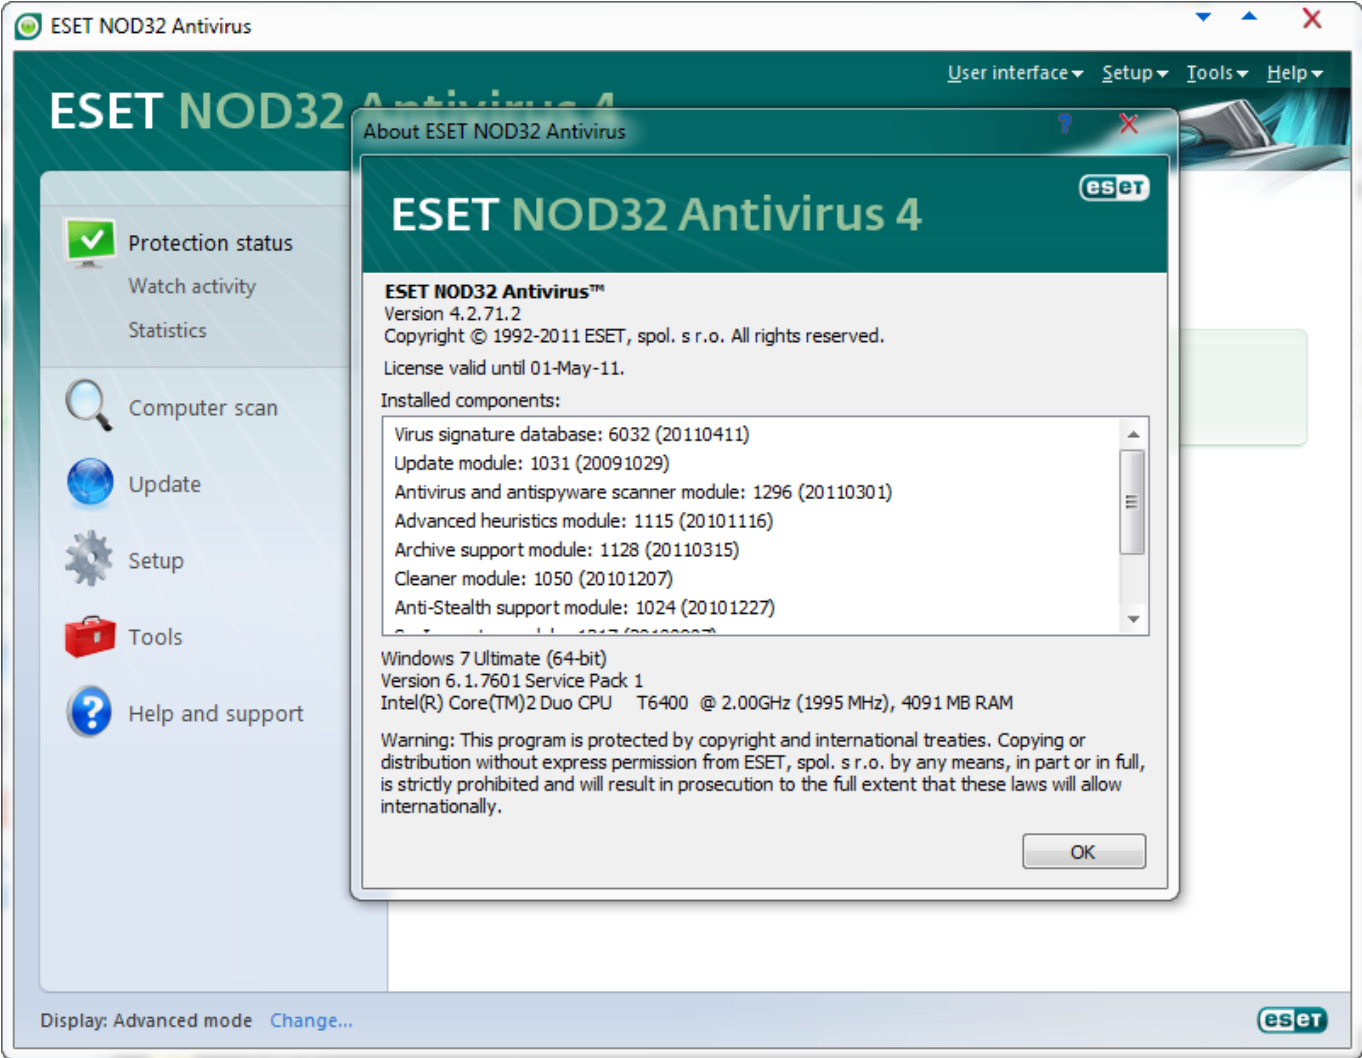 ESET NOD32 Antivirus
User interface Setup Tools Help
ESET NOD32 Antivirus 4
Protection status
Watch activity
Statistics
Computer scan
Update
Setup
Tools
Help and support
About ESET NOD32 Antivirus
?
eset
ESET NOD32 Antivirus 4
ESET NOD32 Antivirus™
Version 4.2.71.2
Copyright © 1992-2011 ESET, spol. s r.o. All rights reserved.
License valid until 01-May-11.
Installed components:
Virus signature database: 6032 (20110411)
Update module: 1031 (20091029)
Antivirus and antispyware scanner module: 1296 (20110301)
Advanced heuristics module: 1115 (20101116)
Archive support module: 1128 (20110315)
Cleaner module: 1050 (20101207)
Anti-Stealth support module: 1024 (20101227)
Windows 7 Ultimate (64-bit)
Version 6.1.7601 Service Pack 1
Intel(R) Core(TM)2 Duo CPU T6400 @ 2.00GHz (1995 MHz), 4091 MB RAM
Warning: This program is protected by copyright and international treaties. Copying or
distribution without express permission from ESET, spol. s r.o. by any means, in part or in full,
is strictly prohibited and will result in prosecution to the full extent that these laws will allow
internationally.
OK
Display: Advanced mode Change...
eset